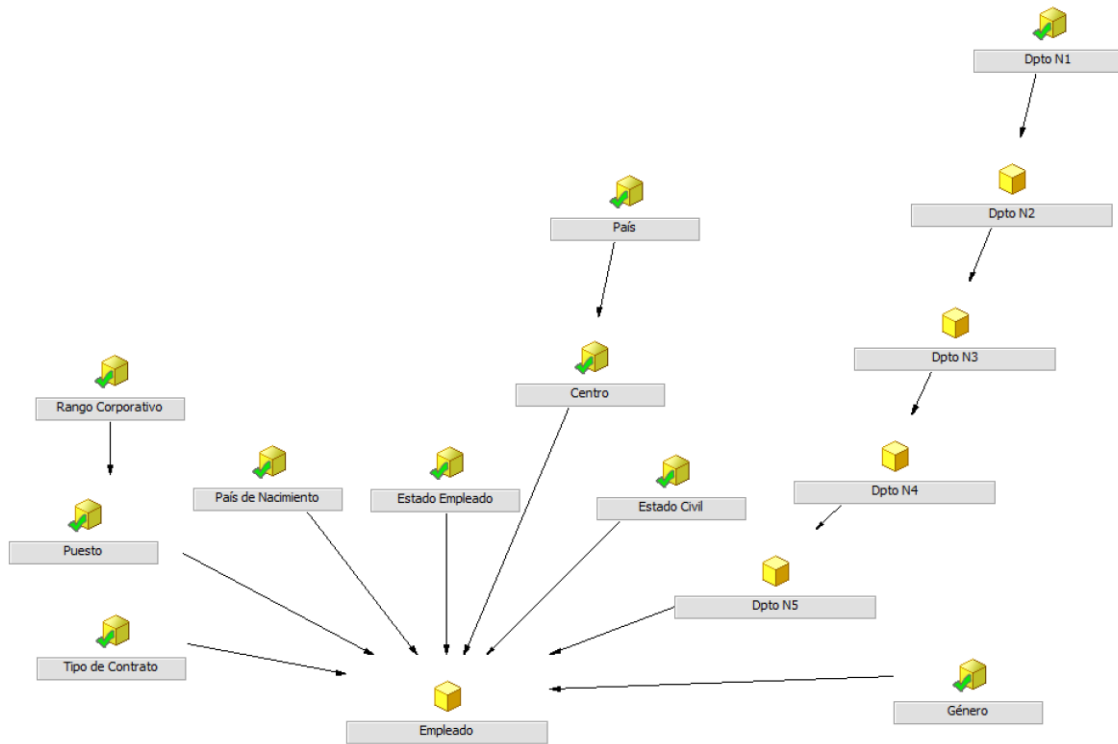 Dpto N1
Dpto N2
País
Dpto N3
Centro
Rango Corporativo
Dpto N4
País de Nacimiento
Estado Empleado
Estado Civil
Puesto
Dpto N5
Tipo de Contrato
Género
Empleado